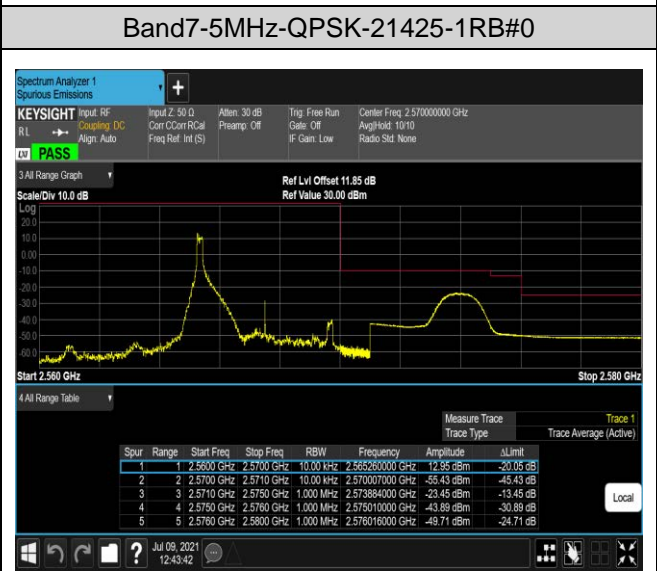 Band7-5MHz-QPSK-21425-1RB#0
Spectrum Analyzer 1
Spurious Emissions
+
KEYSIGHT Input: RF Input Z: 50 Ω Atten: 30 dB Trig: Free Run Center Freq: 2.570000000 GHz
RL Coupling: DC Corr CCorr RCal Preamp: Off Gate: Off Avg|Hold: 10/10
Align: Auto Freq Ref: Int (S) IF Gain: Low Radio Std: None
LXI PASS
3 All Range Graph
Ref Lvl Offset 11.85 dB
Scale/Div 10.0 dB Ref Value 30.00 dBm
Log
20.0
10.0
0.00
-10.0
-20.0
-30.0
-40.0
-50.0
-60.0
Start 2.560 GHz Stop 2.580 GHz
4 All Range Table
Measure Trace Trace 1
Trace Type Trace Average (Active)
Spur Range Start Freq Stop Freq RBW Frequency Amplitude ΔLimit
1 1 2.5600 GHz 2.5700 GHz 10.00 kHz 2.565260000 GHz 12.95 dBm -20.05 dB
2 2 2.5700 GHz 2.5710 GHz 10.00 kHz 2.570007000 GHz -55.43 dBm -45.43 dB
3 3 2.5710 GHz 2.5750 GHz 1.000 MHz 2.573884000 GHz -23.45 dBm -13.45 dB
4 4 2.5750 GHz 2.5760 GHz 1.000 MHz 2.575010000 GHz -43.89 dBm -30.89 dB
5 5 2.5760 GHz 2.5800 GHz 1.000 MHz 2.576016000 GHz -49.71 dBm -24.71 dB
Local
? Jul 09, 2021
12:43:42